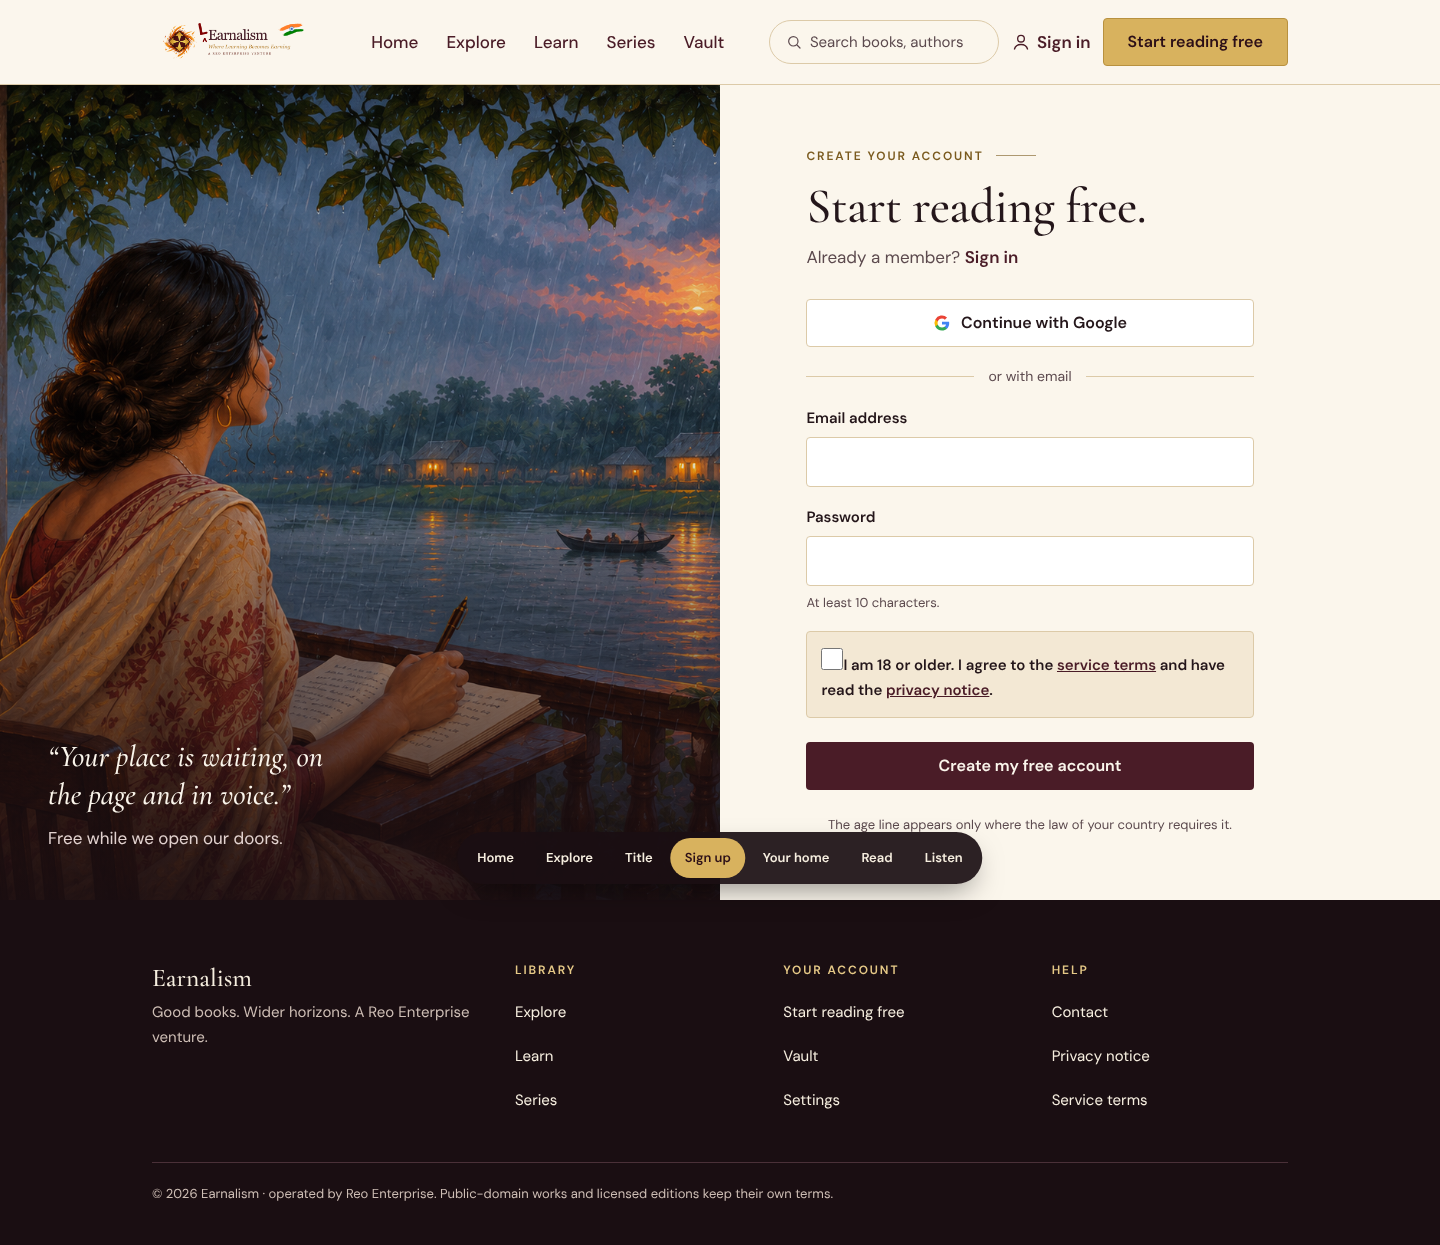 Earnalism
Where Learning Becomes Earning
A REO ENTERPRISE VENTURE
Home
Explore
Learn
Series
Vault
Search books, authors
Sign in
Start reading free
CREATE YOUR ACCOUNT
Start reading free.
Already a member? Sign in
Continue with Google
or with email
Email address
Password
At least 10 characters.
I am 18 or older. I agree to the service terms and have
read the privacy notice.
Create my free account
The age line appears only where the law of your country requires it.
“Your place is waiting, on
the page and in voice.”
Free while we open our doors.
Home
Explore
Title
Sign up
Your home
Read
Listen
Earnalism
Good books. Wider horizons. A Reo Enterprise
venture.
LIBRARY
Explore
Learn
Series
YOUR ACCOUNT
Start reading free
Vault
Settings
HELP
Contact
Privacy notice
Service terms
© 2026 Earnalism · operated by Reo Enterprise. Public-domain works and licensed editions keep their own terms.